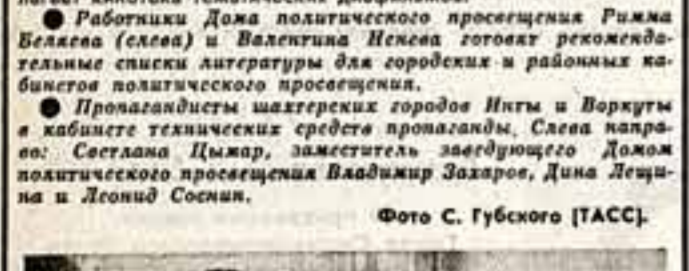 ● Работники Дома политического просвещения Римма
Беляева (слева) и Валентина Ненева готовят рекоменда-
тельные списки литературы для городских и районных ка-
бинетов политического просвещения.
● Пропагандисты шахтерских городов Инты и Воркуты
в кабинете технических средств пропаганды. Слева напра-
во: Светлана Цымар, заместитель заведующего Домом
политического просвещения Владимир Захаров, Дина Лещи-
на и Леонид Соснин.
Фото С. Губского (ТАСС).